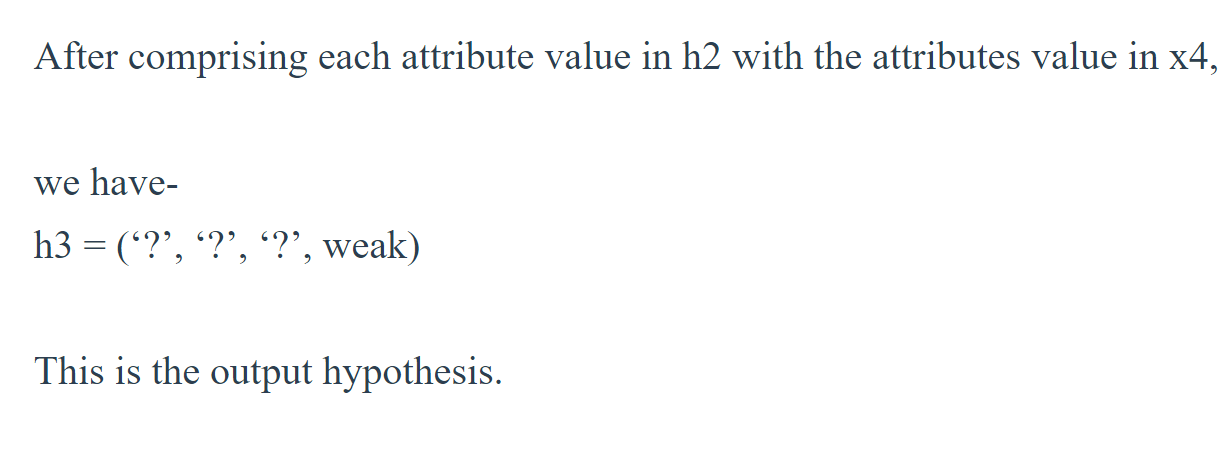 After comprising each attribute value in h2 with the attributes value in x4,
we have-
h3 = (‘?’, ‘?’, ‘?’, weak)
This is the output hypothesis.